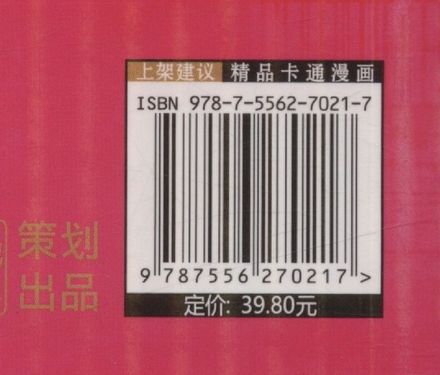 上架建议 精品卡通漫画
ISBN 978-7-5562-7021-7
9 787556 270217 >
定价: 39.80元
策划
出品